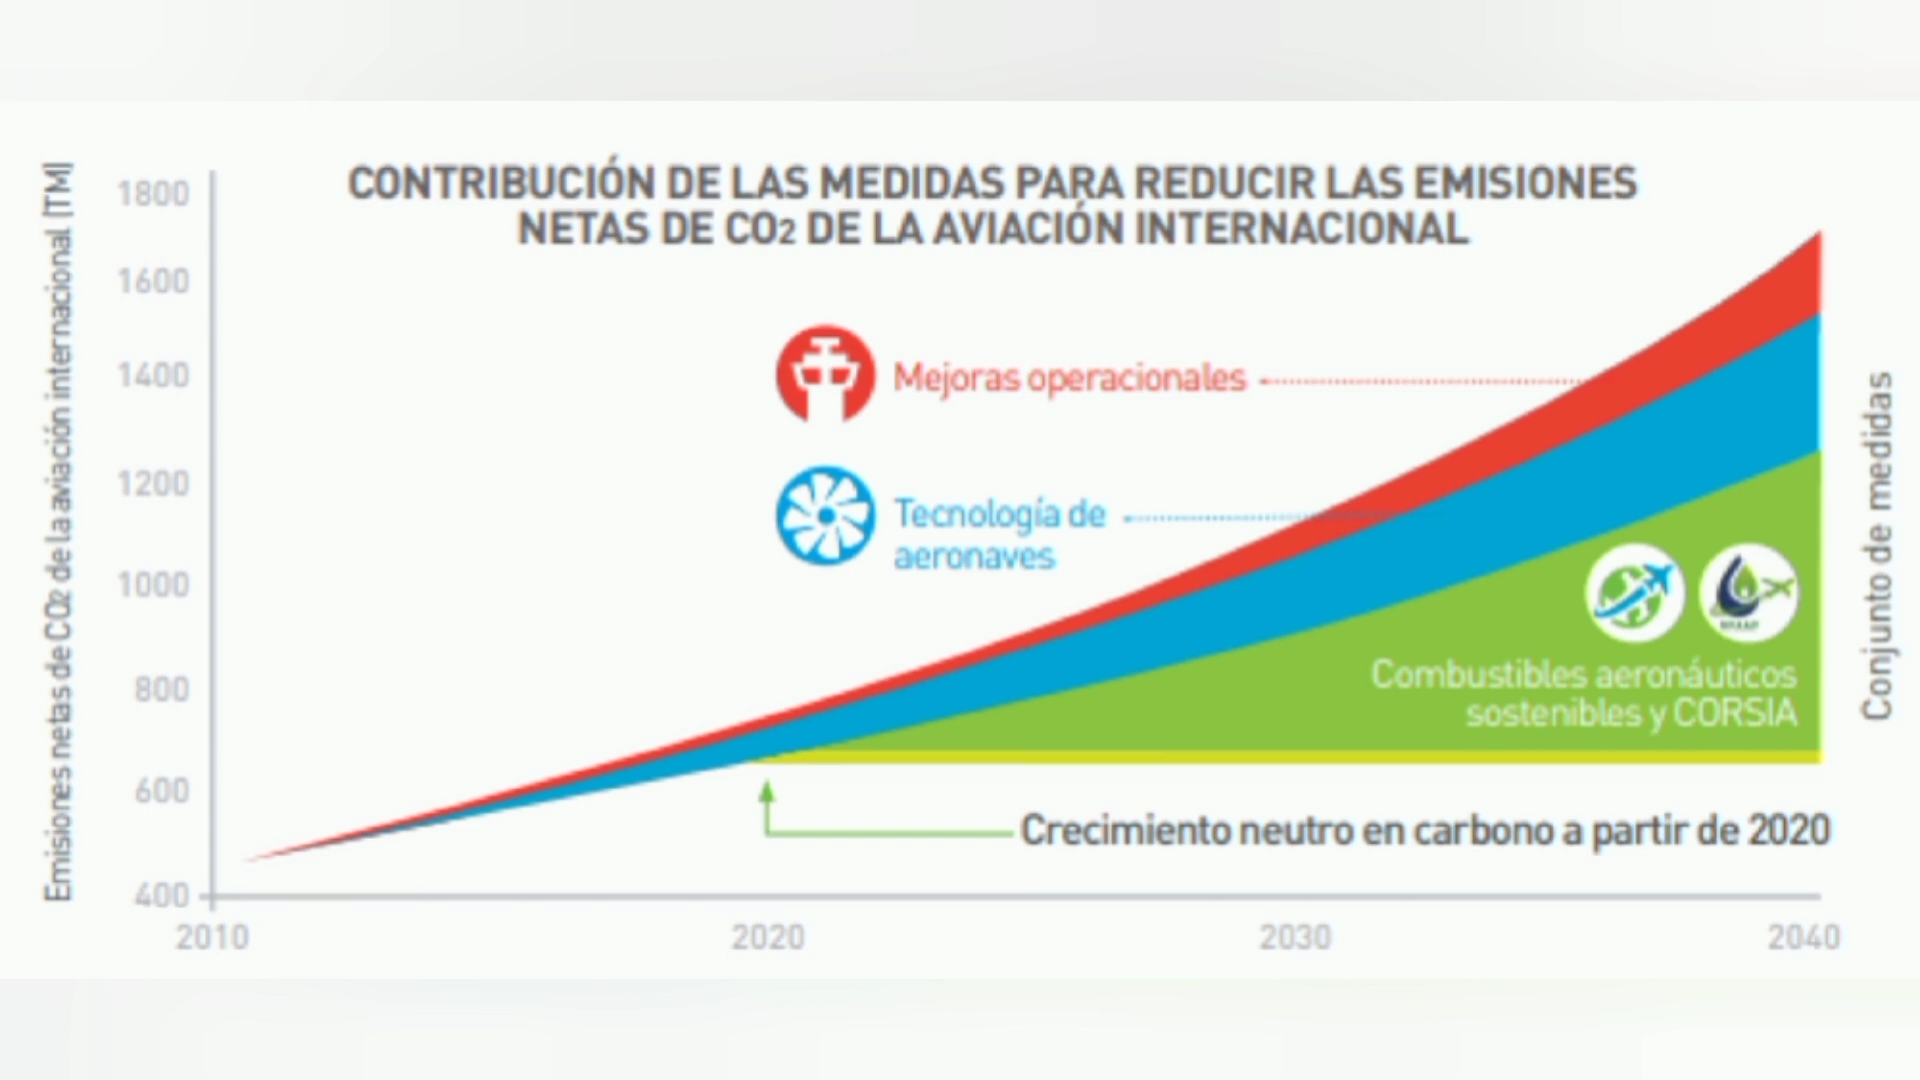 CONTRIBUCIÓN DE LAS MEDIDAS PARA REDUCIR LAS EMISIONES
NETAS DE CO2 DE LA AVIACIÓN INTERNACIONAL
Emisiones netas de CO2 de la aviación internacional (TM)
1800
1600
1400
1200
1000
800
600
400
2010
2020
2030
2040
Mejoras operacionales
Tecnología de
aeronaves
Combustibles aeronáuticos
sostenibles y CORSIA
Crecimiento neutro en carbono a partir de 2020
Conjunto de medidas